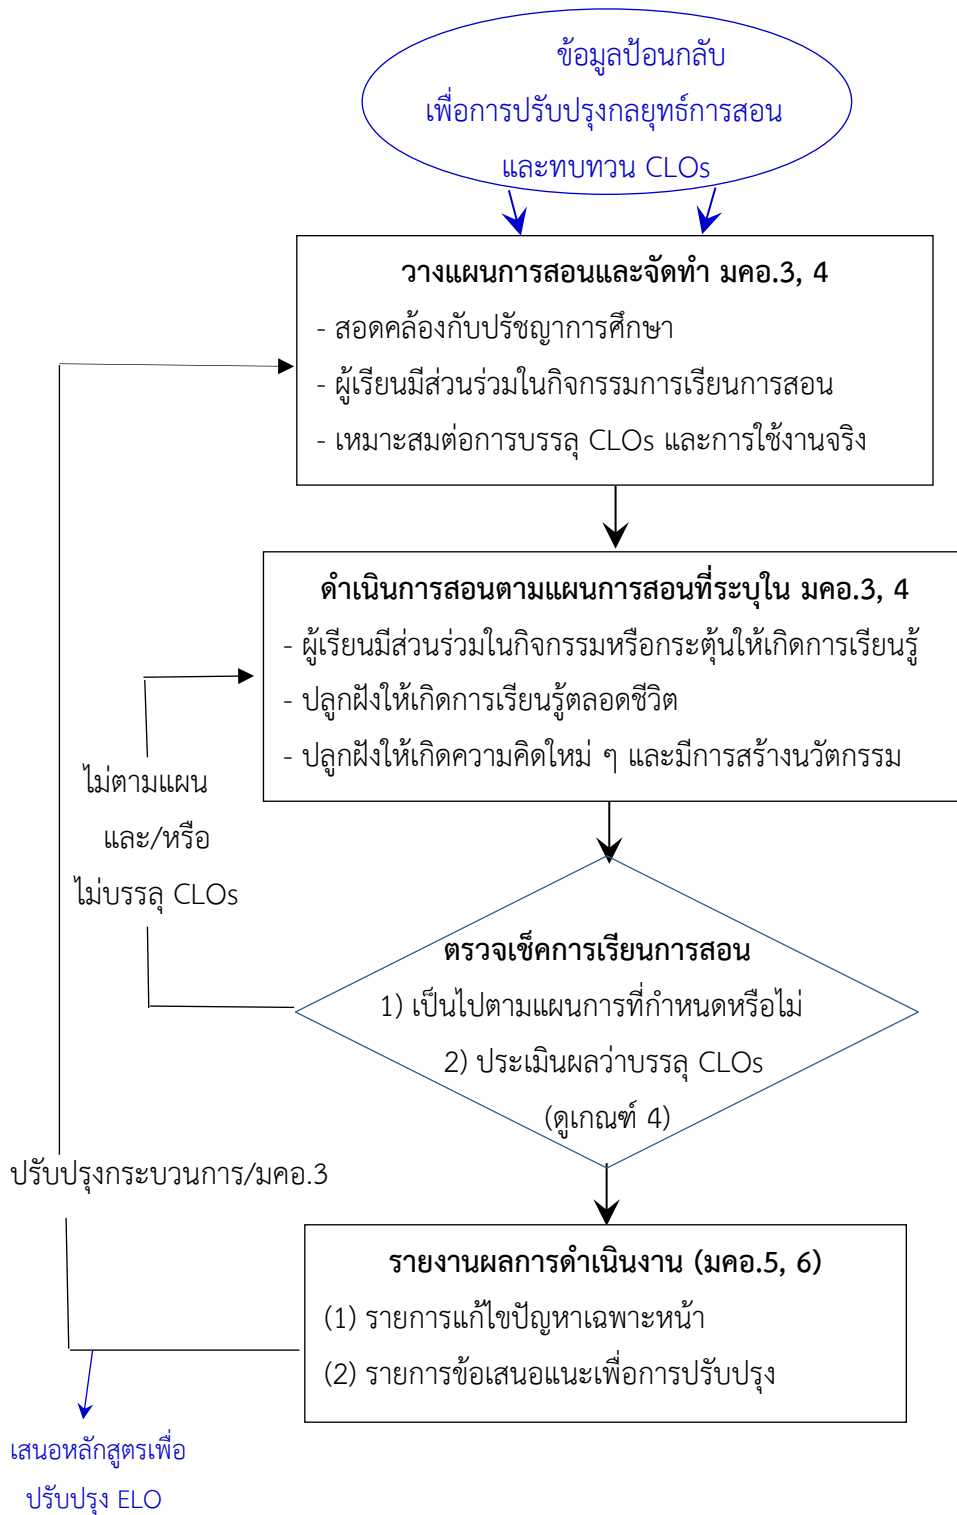 ข้อมูลป้อนกลับ
เพื่อการปรับปรุงกลยุทธ์การสอน
และทบทวน CLOs
วางแผนการสอนและจัดทำ มคอ.3, 4
- สอดคล้องกับปรัชญาการศึกษา
- ผู้เรียนมีส่วนร่วมในกิจกรรมการเรียนการสอน
- เหมาะสมต่อการบรรลุ CLOs และการใช้งานจริง
ดำเนินการสอนตามแผนการสอนที่ระบุใน มคอ.3, 4
- ผู้เรียนมีส่วนร่วมในกิจกรรมหรือกระตุ้นให้เกิดการเรียนรู้
- ปลูกฝังให้เกิดการเรียนรู้ตลอดชีวิต
- ปลูกฝังให้เกิดความคิดใหม่ ๆ และมีการสร้างนวัตกรรม
ไม่ตามแผน
และ/หรือ
ไม่บรรลุ CLOs
ตรวจเช็คการเรียนการสอน
1) เป็นไปตามแผนการที่กำหนดหรือไม่
2) ประเมินผลว่าบรรลุ CLOs
(ดูเกณฑ์ 4)
ปรับปรุงกระบวนการ/มคอ.3
รายงานผลการดำเนินงาน (มคอ.5, 6)
(1) รายการแก้ไขปัญหาเฉพาะหน้า
(2) รายการข้อเสนอแนะเพื่อการปรับปรุง
เสนอหลักสูตรเพื่อ
ปรับปรุง ELO